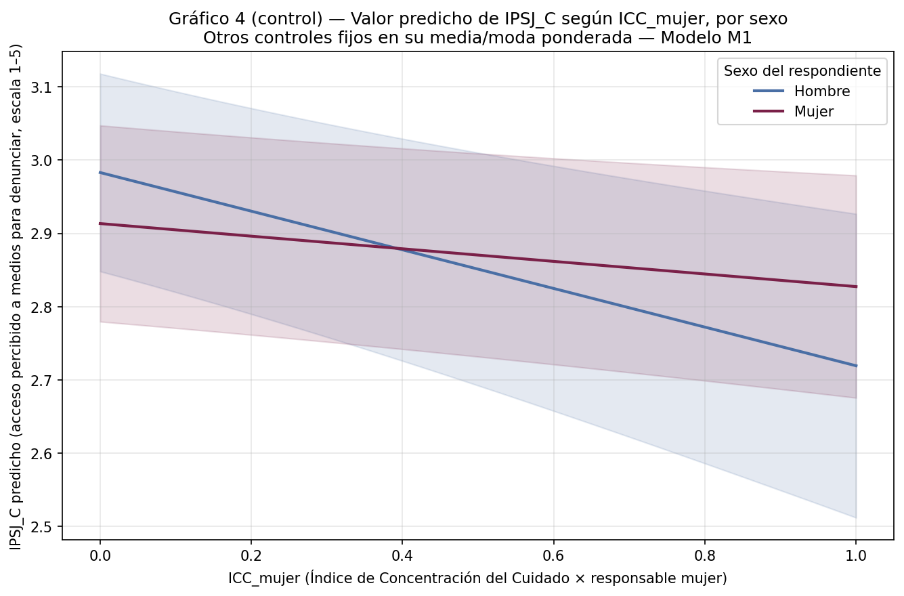 Gráfico 4 (control) — Valor predicho de IPSJ_C según ICC_mujer, por sexo
Otros controles fijos en su media/moda ponderada — Modelo M1
IPSJ_C predicho (acceso percibido a medios para denunciar, escala 1–5)
3.1
3.0
2.9
2.8
2.7
2.6
2.5
Sexo del respondiente
Hombre
Mujer
0.0
0.2
0.4
0.6
0.8
1.0
ICC_mujer (Índice de Concentración del Cuidado × responsable mujer)